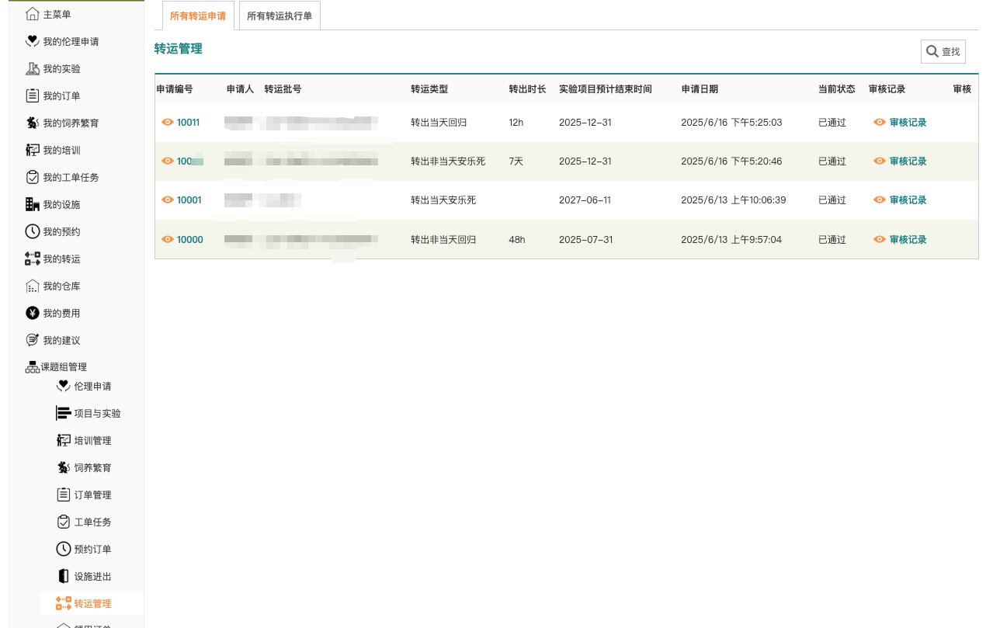 主菜单
我的伦理申请
我的实验
我的订单
我的饲养繁育
我的培训
我的工单任务
我的设施
我的预约
我的转运
我的仓库
我的费用
我的建议
课题组管理
伦理申请
项目与实验
培训管理
饲养繁育
订单管理
工单任务
预约订单
设施进出
转运管理
所有转运申请 所有转运执行单
转运管理
查找
申请编号 申请人 转运批号 转运类型 转出时长 实验项目预计结束时间 申请日期 当前状态 审核记录 审核
10011 转出当天回归 12h 2025-12-31 2025/6/16 下午5:25:03 已通过 审核记录
100 转出非当天安乐死 7天 2025-12-31 2025/6/16 下午5:20:46 已通过 审核记录
10001 转出当天安乐死 2027-06-11 2025/6/13 上午10:06:39 已通过 审核记录
10000 转出非当天回归 48h 2025-07-31 2025/6/13 上午9:57:04 已通过 审核记录